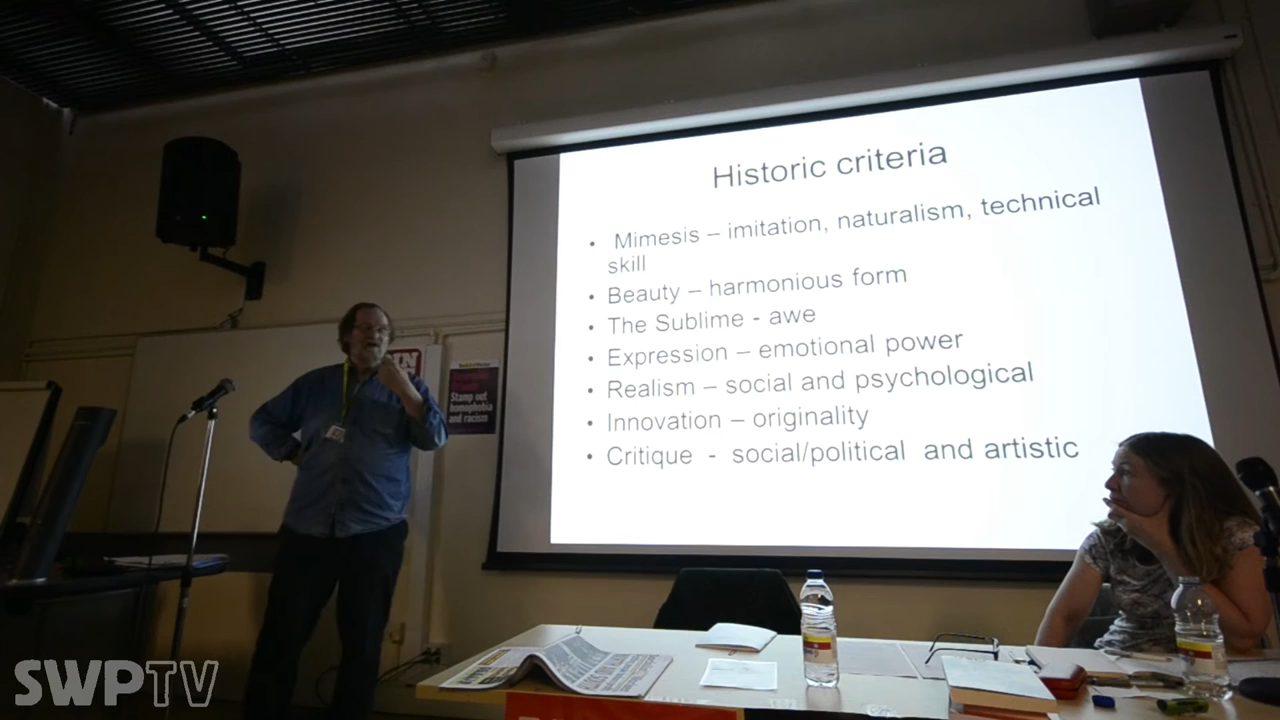 Historic criteria
• Mimesis – imitation, naturalism, technical
skill
• Beauty – harmonious form
• The Sublime - awe
• Expression – emotional power
• Realism – social and psychological
• Innovation – originality
• Critique - social/political and artistic
Stamp out
homophobia
and racism
SWPTV